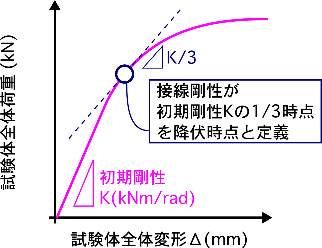 試験体全体荷重(kN)
K/3
接線剛性が
初期剛性Kの1/3時点
を降伏時点と定義
初期剛性
K(kNm/rad)
試験体全体変形Δ(mm)